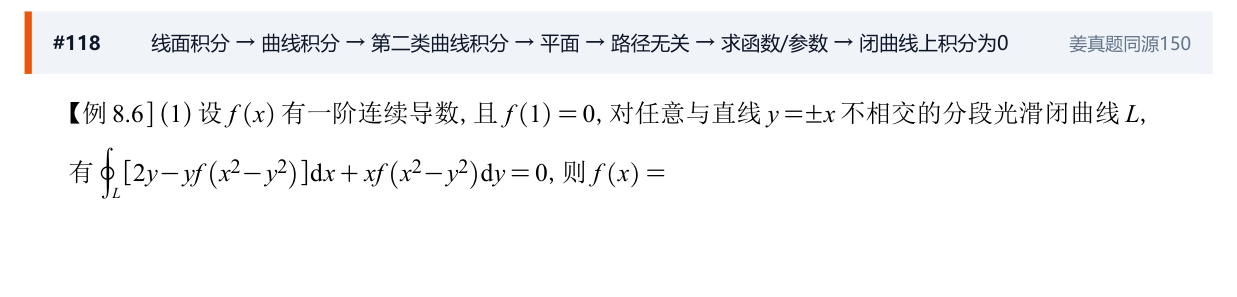 #118 线面积分 → 曲线积分 → 第二类曲线积分 → 平面 → 路径无关 → 求函数/参数 → 闭曲线上积分为0 姜真题同源150
【例 8.6】(1) 设 f(x) 有一阶连续导数, 且 f(1) = 0, 对任意与直线 y = ±x 不相交的分段光滑闭曲线 L,
有 ∮_L [2y − yf(x² − y²)]dx + xf(x² − y²)dy = 0, 则 f(x) =